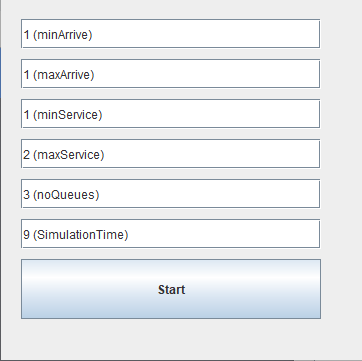 1 (minArrive)
1 (maxArrive)
1 (minService)
2 (maxService)
3 (noQueues)
9 (SimulationTime)
Start